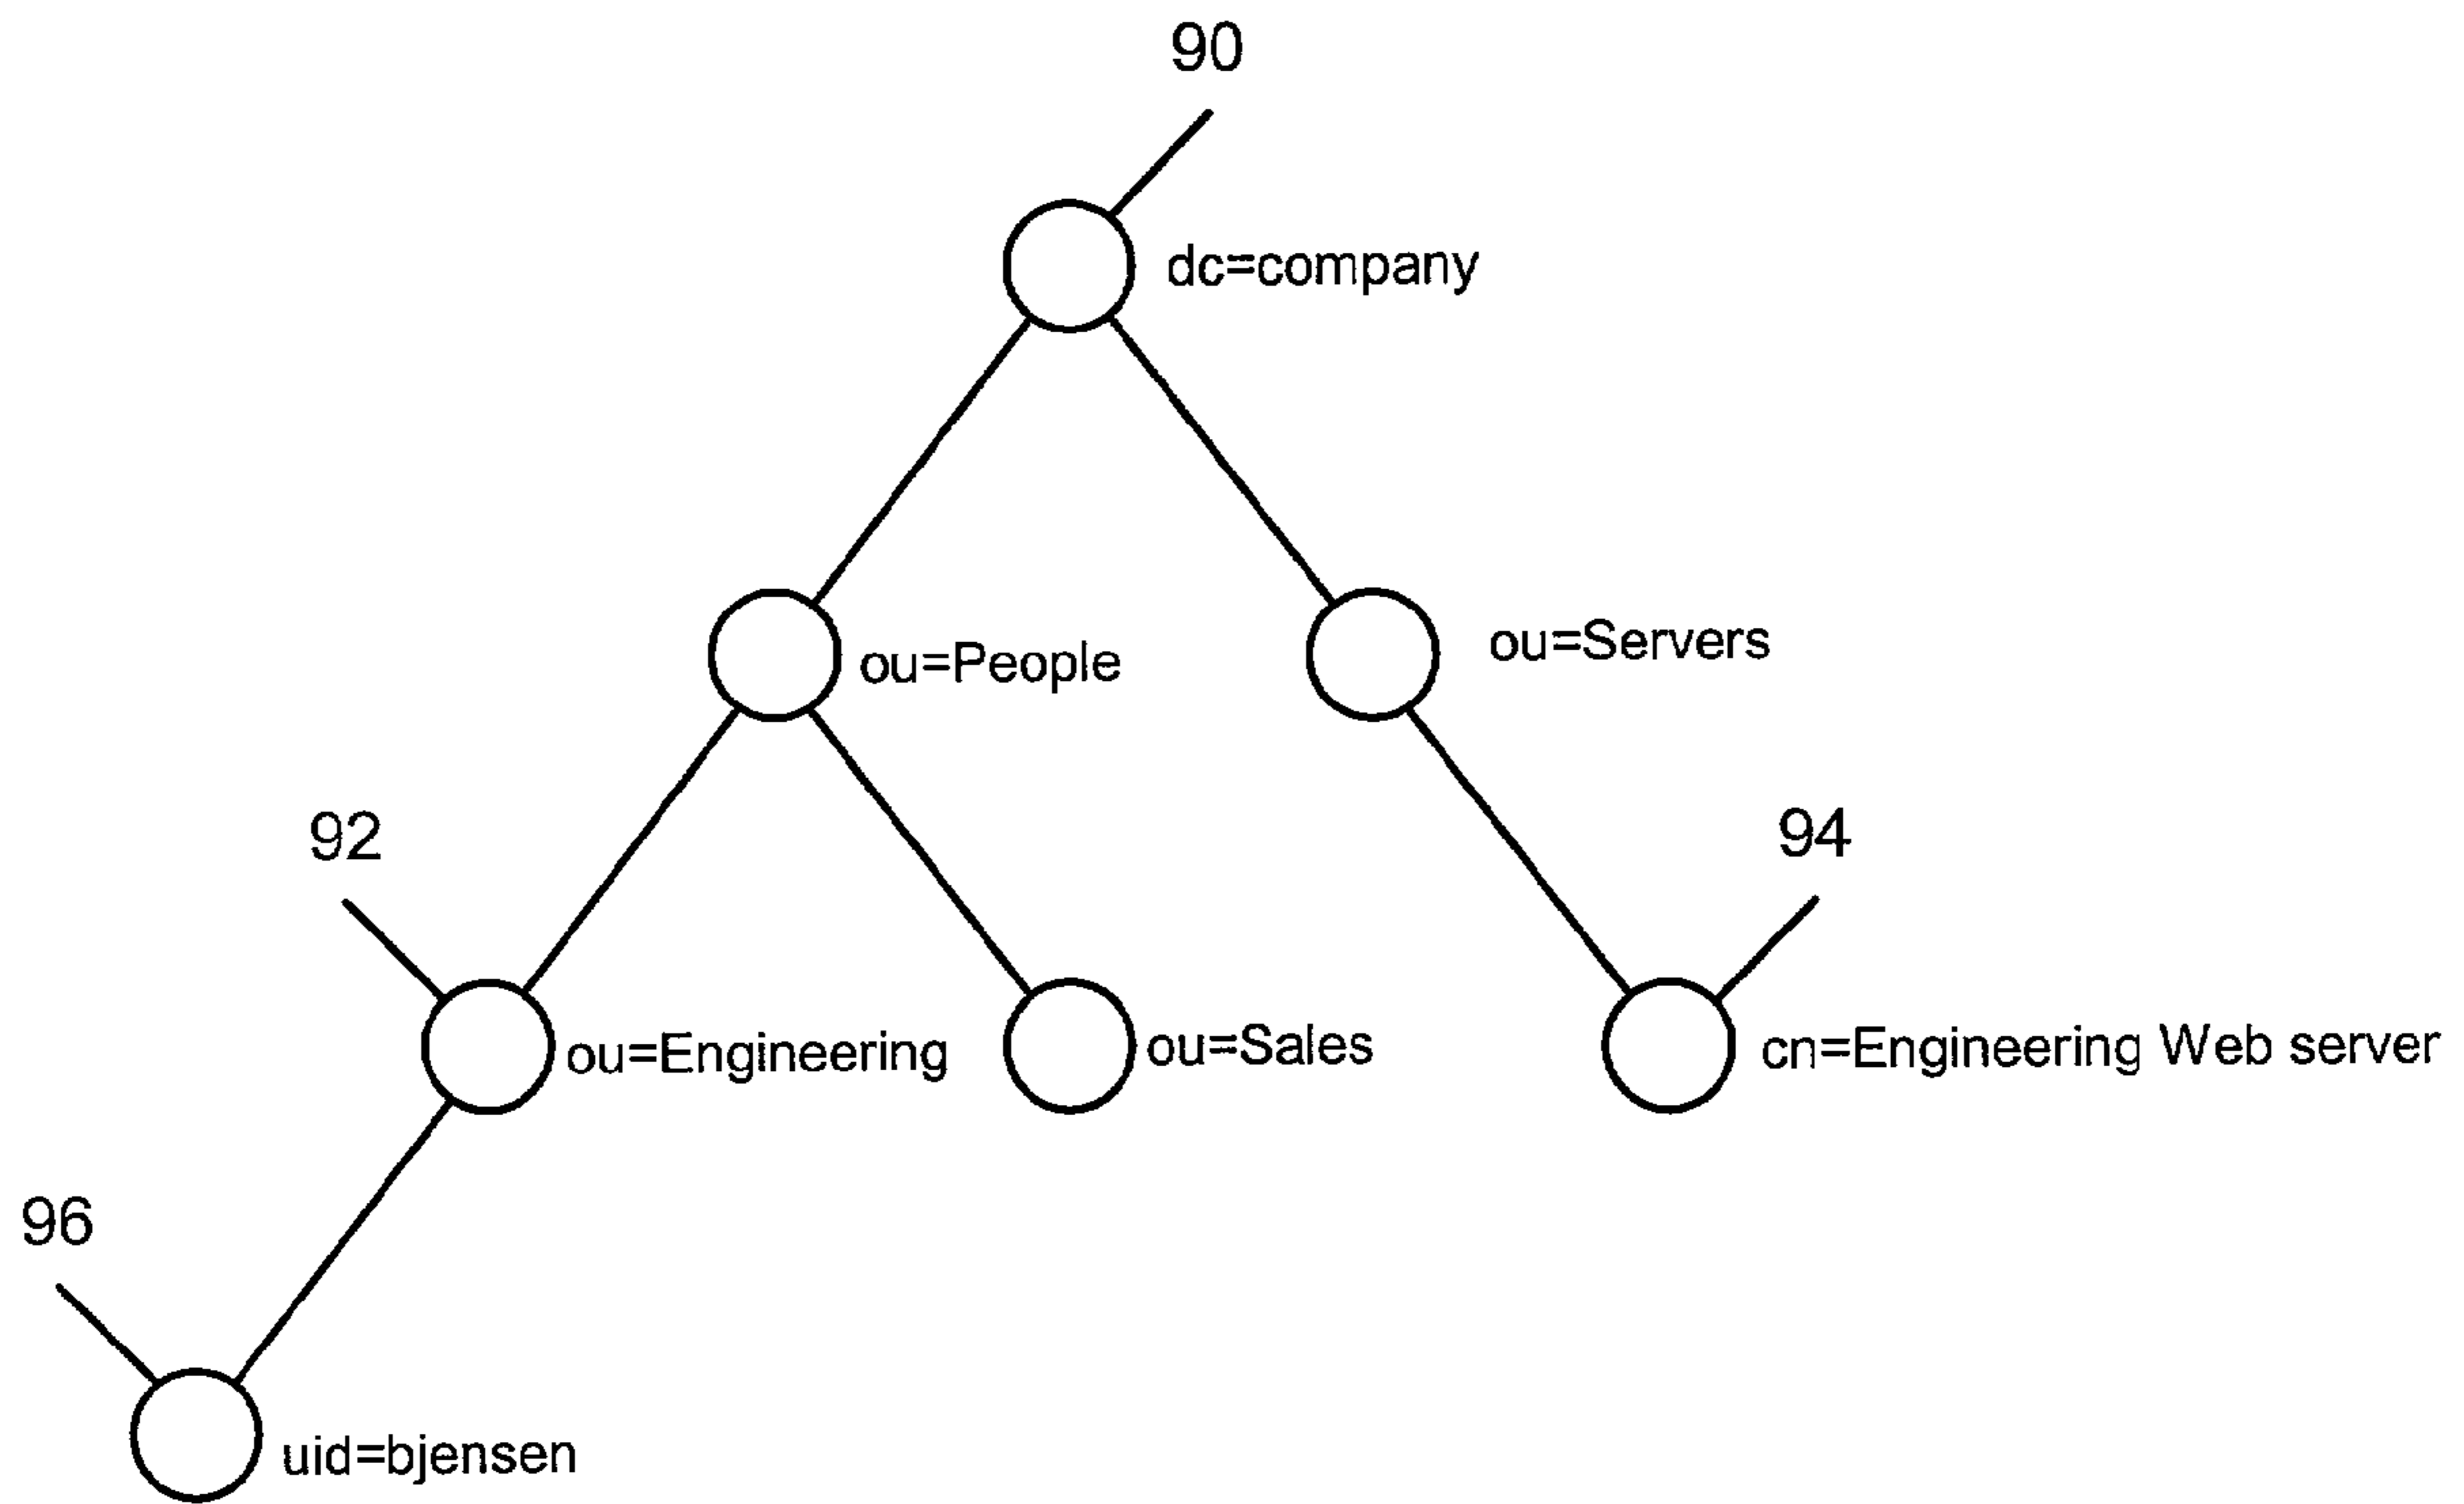 90
dc=company
ou=People
ou=Servers
92
94
ou=Engineering
ou=Sales
cn=Engineering Web server
96
uid=bjensen